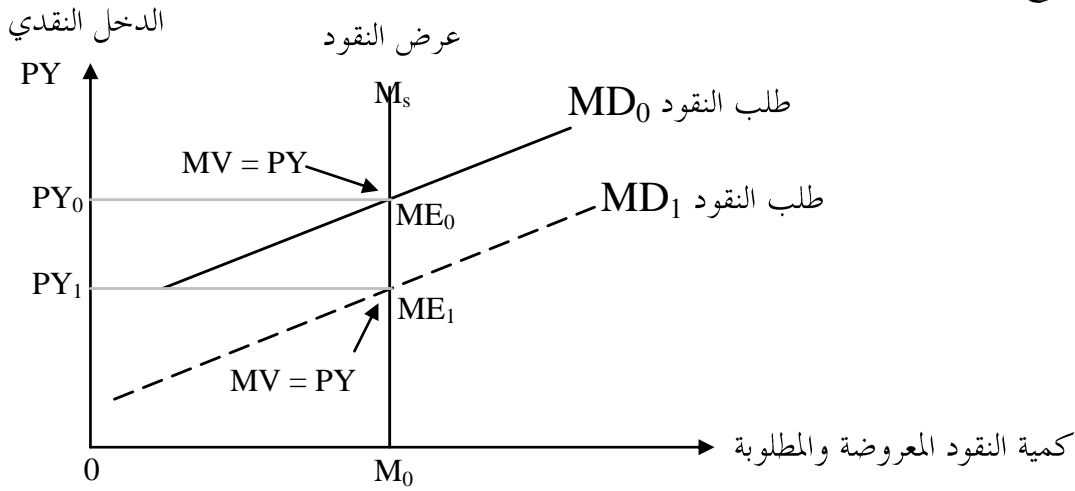 الدخل النقدي
عرض النقود
PY
Ms
طلب النقود MD0
MV = PY
PY0
ME0
طلب النقود MD1
PY1
ME1
MV = PY
كمية النقود المعروضة والمطلوبة
0
M0